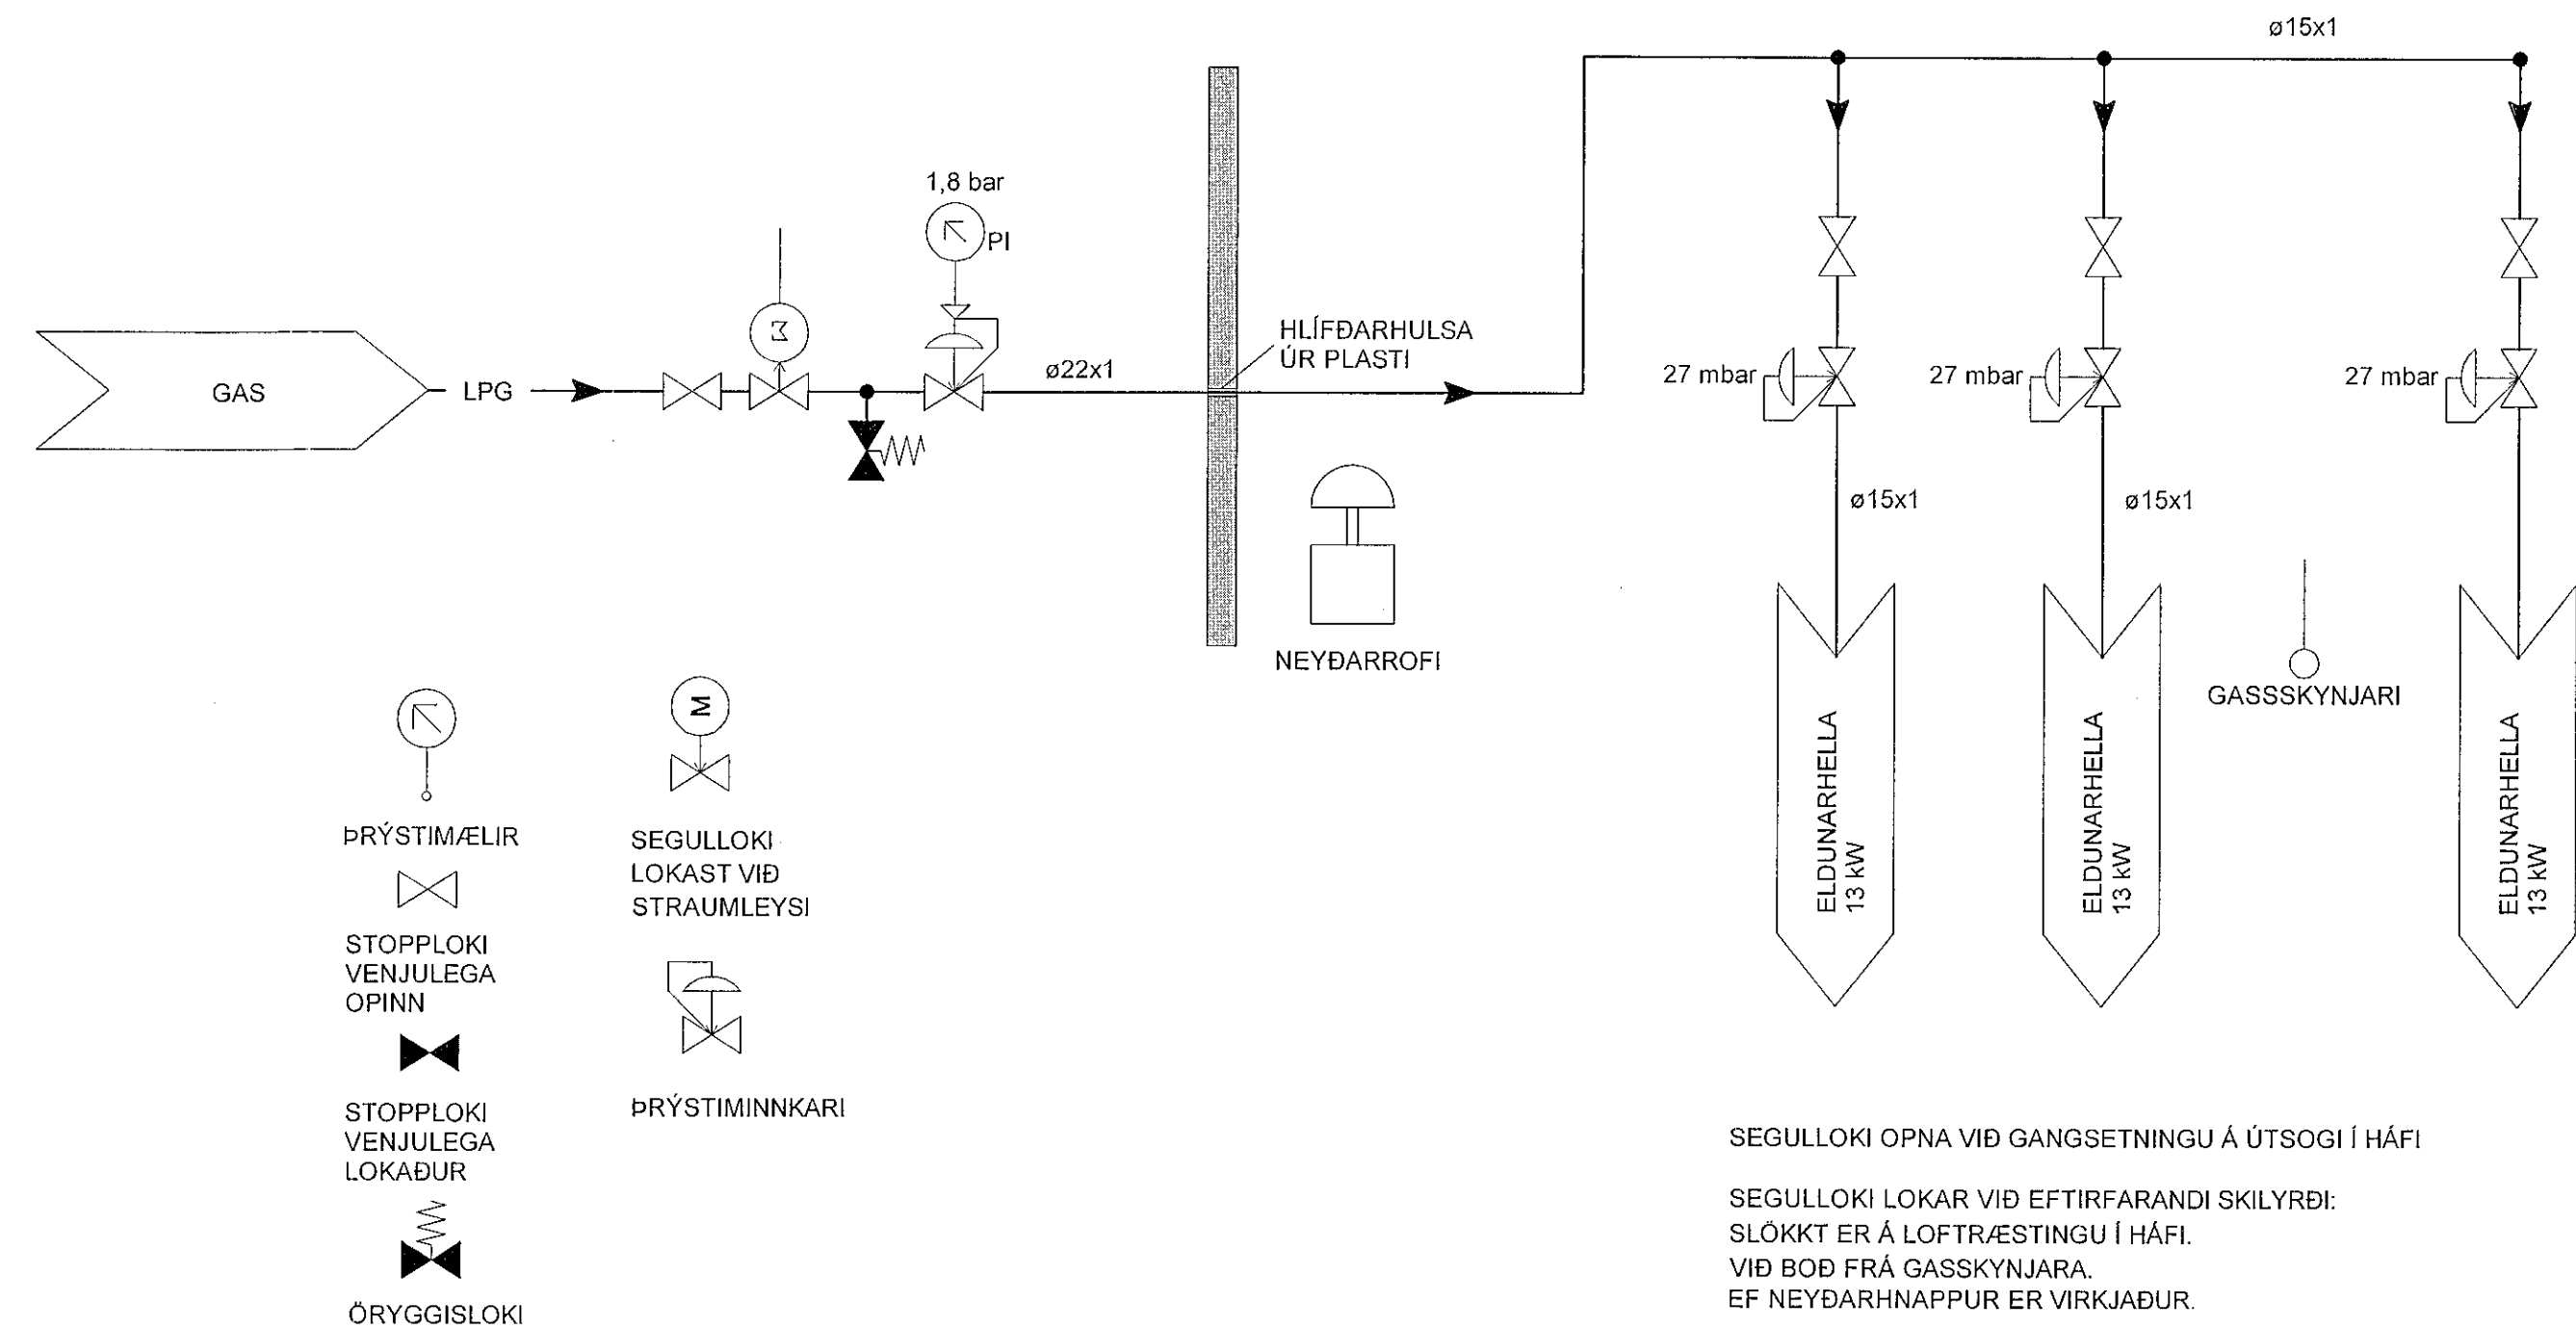 ø15x1
1,8 bar
PI
GAS
LPG
M
ø22x1
HLÍFÐARHULSA
ÚR PLASTI
27 mbar
27 mbar
27 mbar
ø15x1
ø15x1
NEYÐARROFI
GASSSKYNJARI
ELDUNARHELLA
13 kW
ELDUNARHELLA
13 kW
ELDUNARHELLA
13 kW
ÞRÝSTIMÆLIR
STOPPLOKI
VENJULEGA
OPINN
STOPPLOKI
VENJULEGA
LOKAÐUR
ÖRYGGISLOKI
M
SEGULLOKI
LOKAST VIÐ
STRAUMLEYSI
ÞRÝSTIMINNKARI
SEGULLOKI OPNA VIÐ GANGSETNINGU Á ÚTSOGI Í HÁFI
SEGULLOKI LOKAR VIÐ EFTIRFARANDI SKILYRÐI:
SLÖKKT ER Á LOFTRÆSTINGU Í HÁFI.
VIÐ BOÐ FRÁ GASSKYNJARA.
EF NEYÐARHNAPPUR ER VIRKJAÐUR.